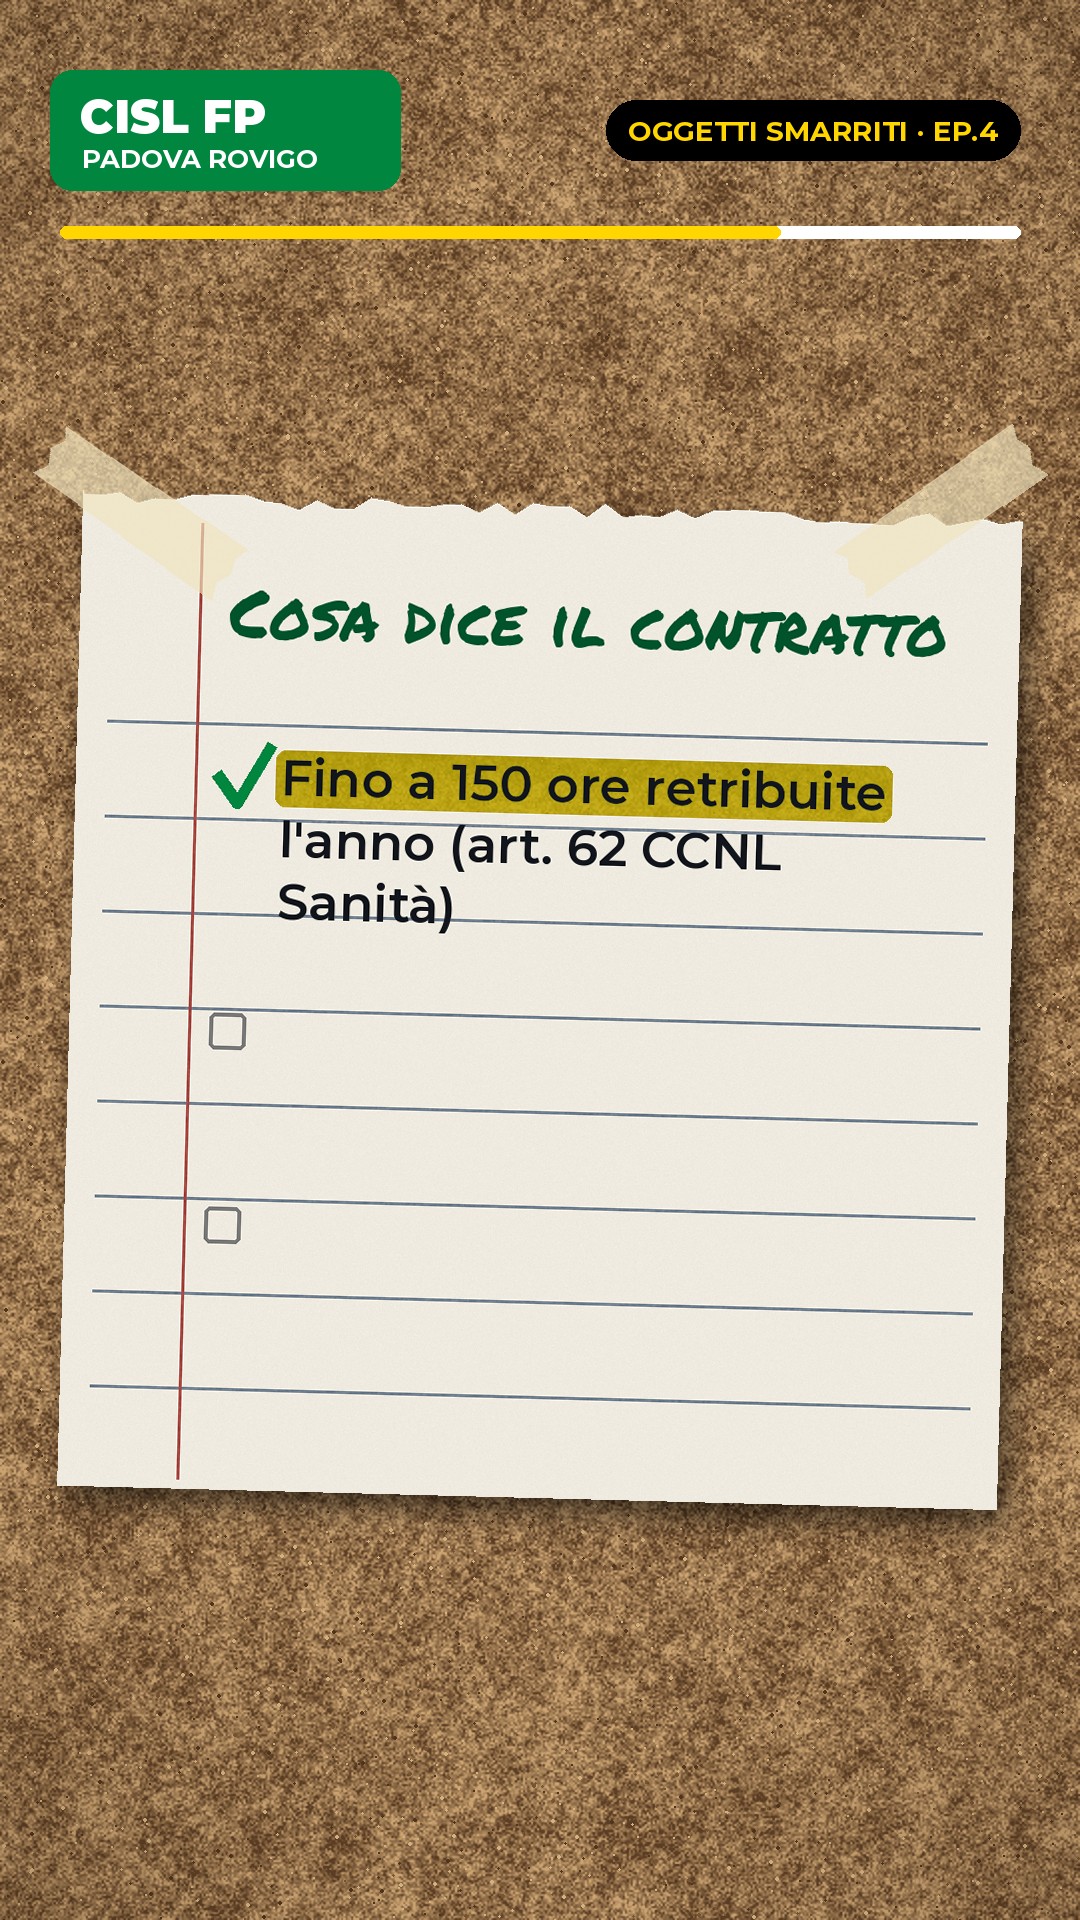 CISL FP
PADOVA ROVIGO
OGGETTI SMARRITI · EP.4
COSA DICE IL CONTRATTO
Fino a 150 ore retribuite
l'anno (art. 62 CCNL
Sanità)